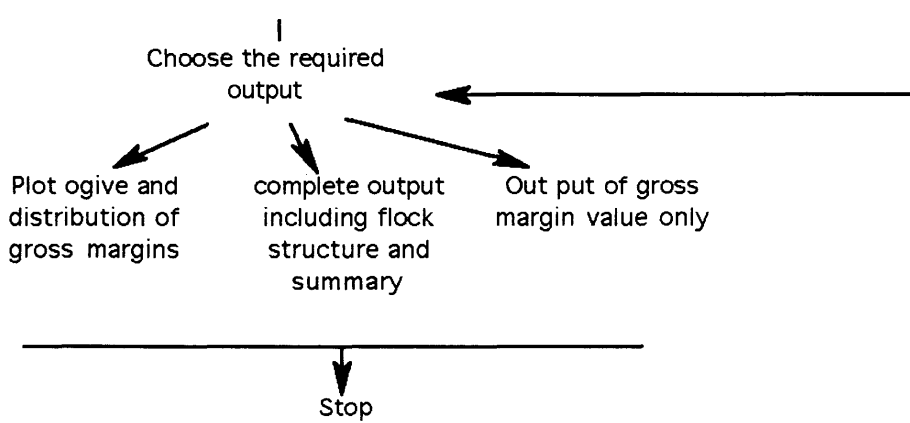 Choose the required
output
Plot ogive and
distribution of
gross margins
complete output
including flock
structure and
summary
Out put of gross
margin value only
Stop